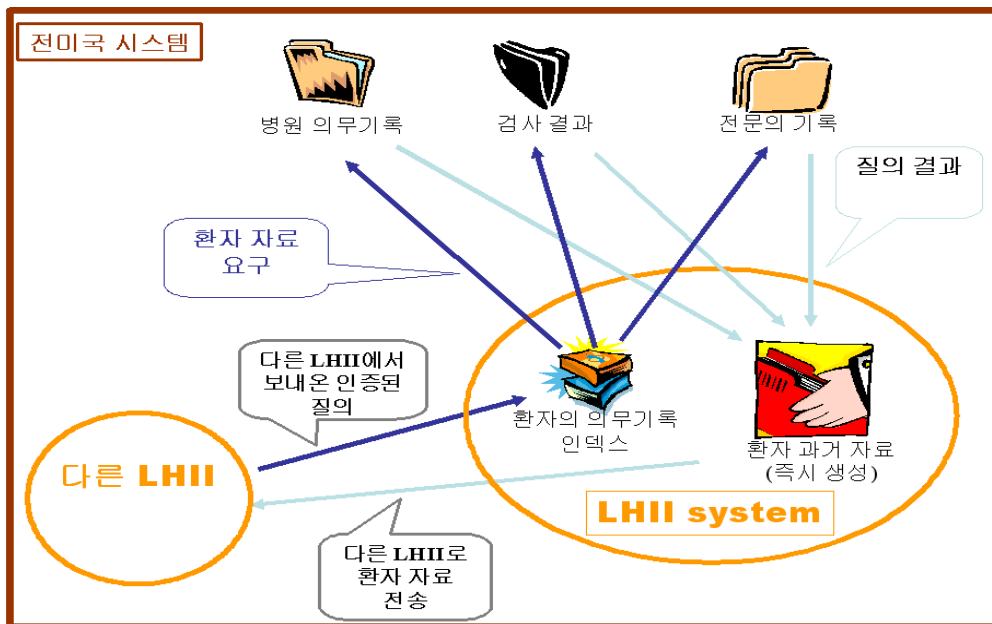 전미국 시스템
병원 의무기록
검사 결과
전문의 기록
질의 결과
환자 자료
요구
다른 LHII에서
보내온 인증된
질의
환자의 의무기록
인덱스
환자 과거 자료
(즉시 생성)
다른 LHII
LHII system
다른 LHII로
환자 자료
전송